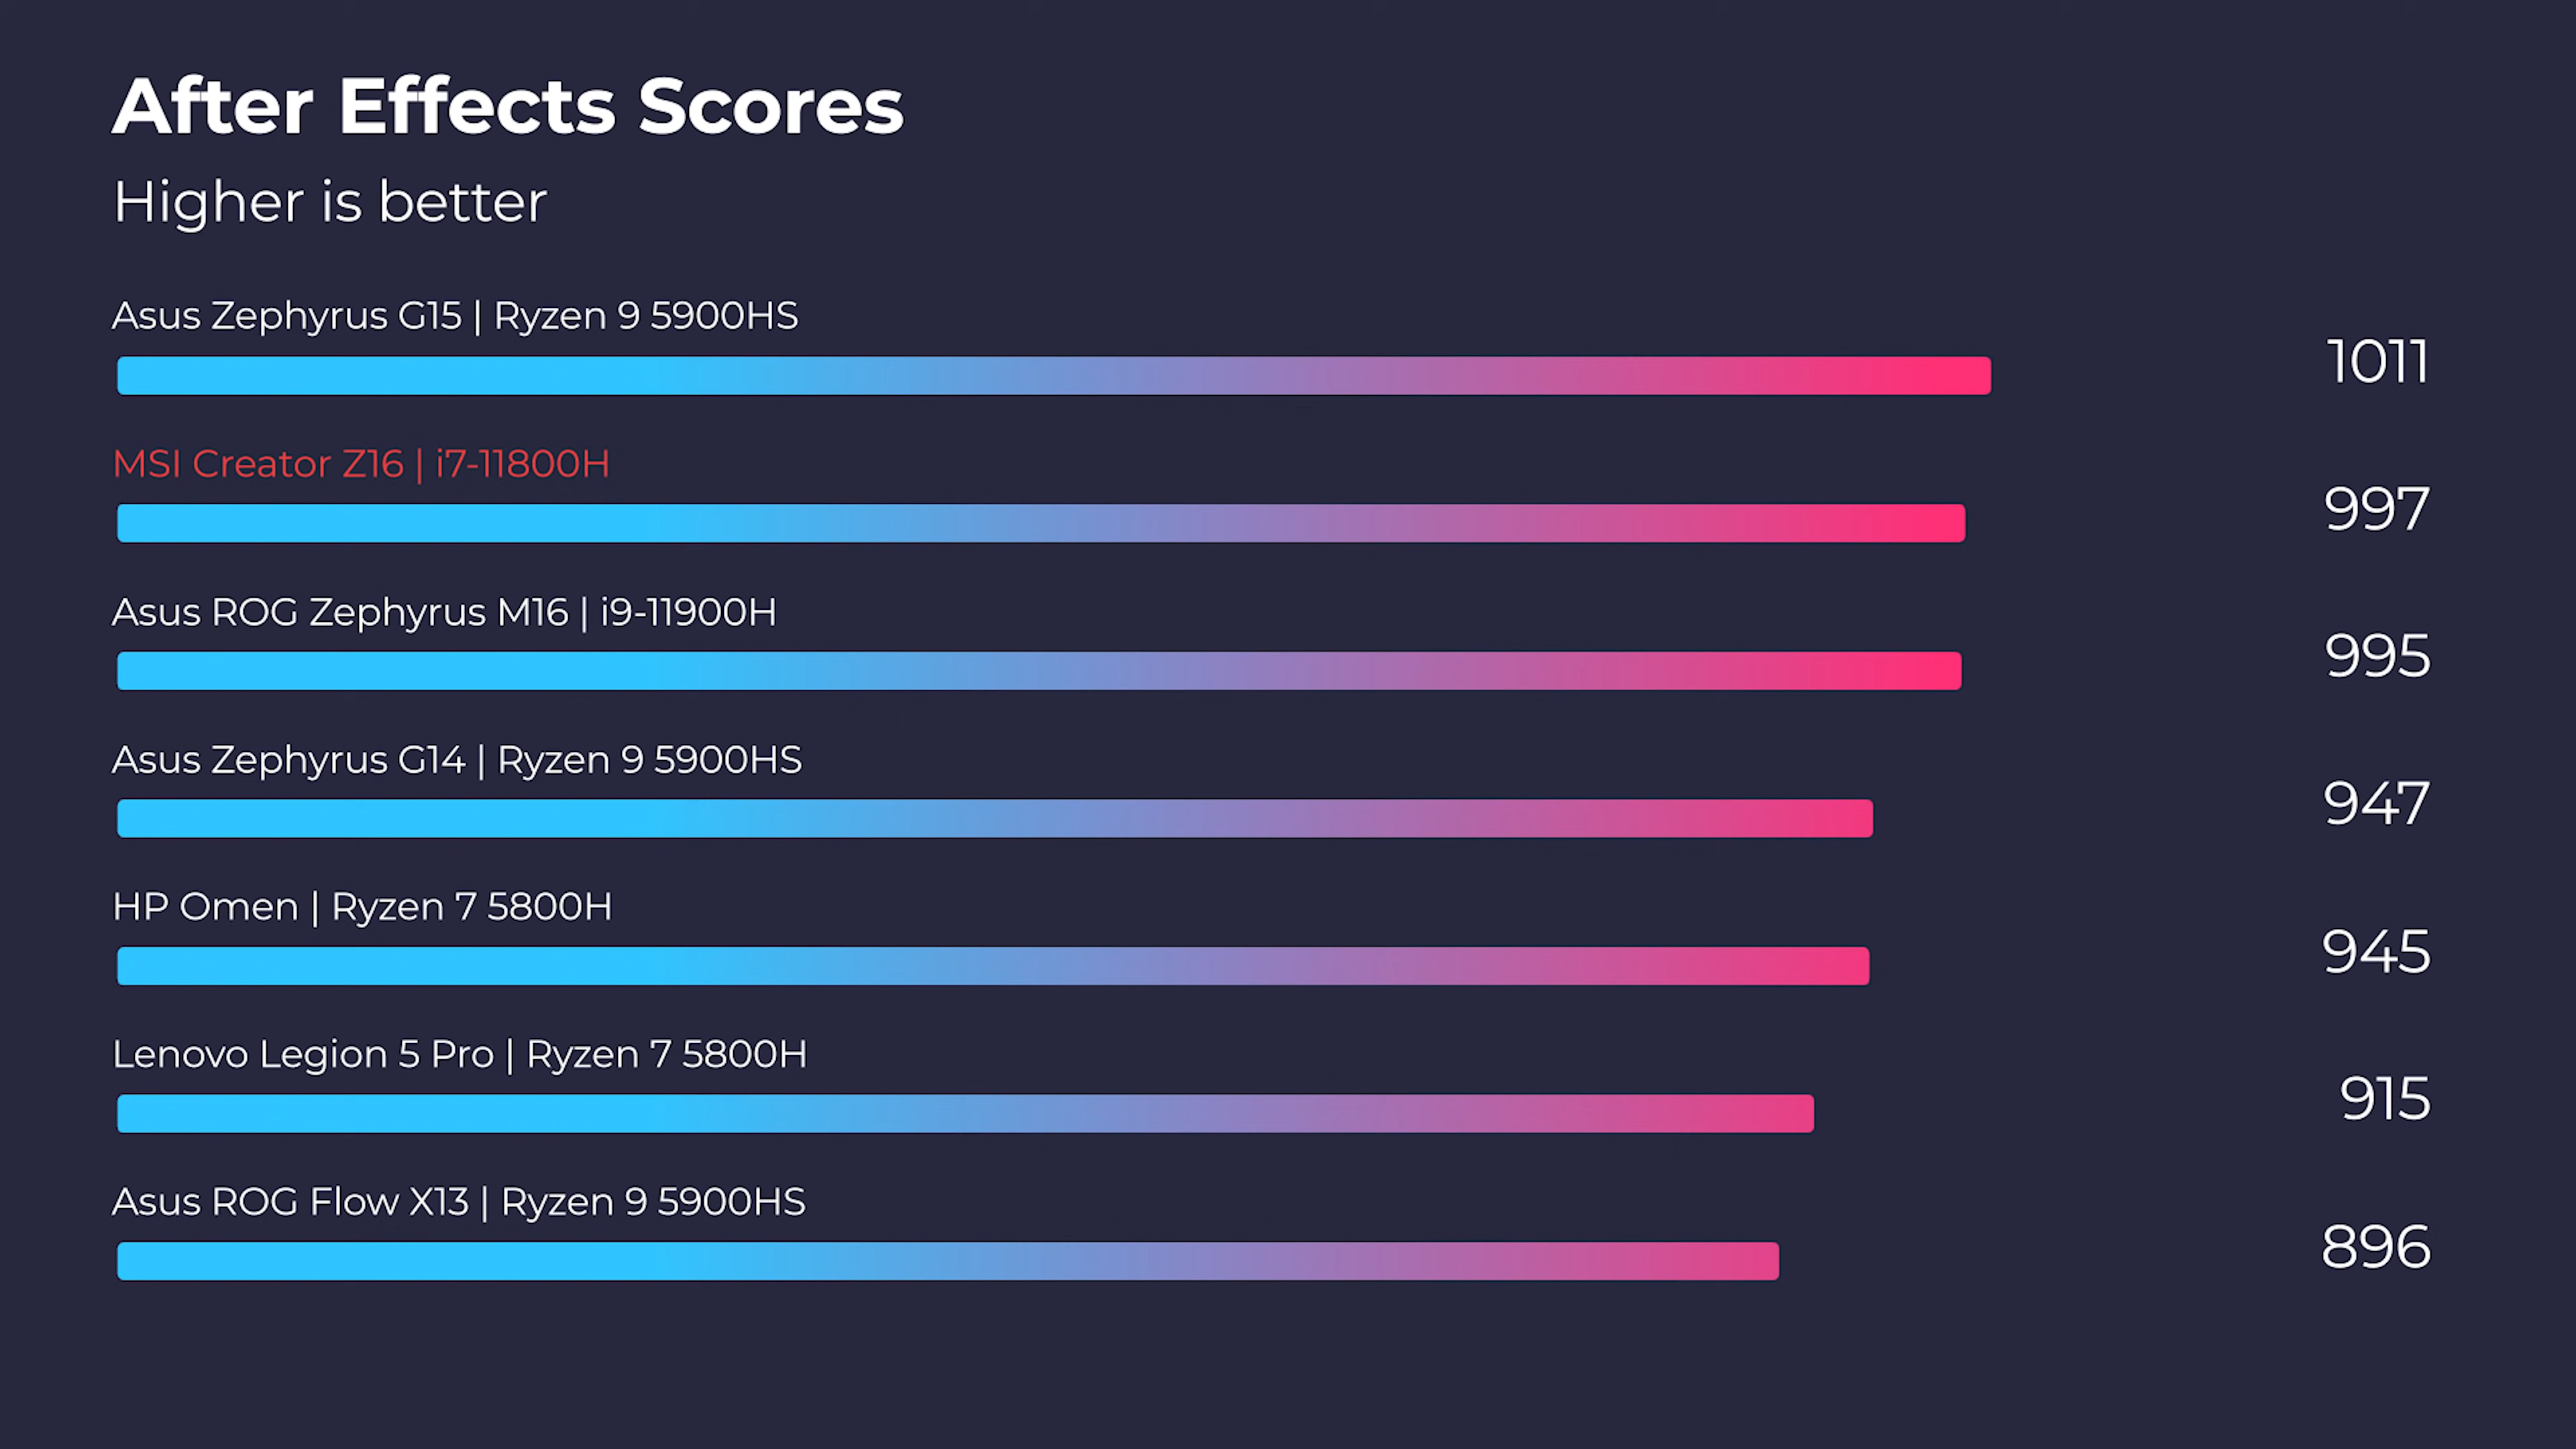 After Effects Scores
Higher is better
Asus Zephyrus G15 | Ryzen 9 5900HS
1011
MSI Creator Z16 | i7-11800H
997
Asus ROG Zephyrus M16 | i9-11900H
995
Asus Zephyrus G14 | Ryzen 9 5900HS
947
HP Omen | Ryzen 7 5800H
945
Lenovo Legion 5 Pro | Ryzen 7 5800H
915
Asus ROG Flow X13 | Ryzen 9 5900HS
896